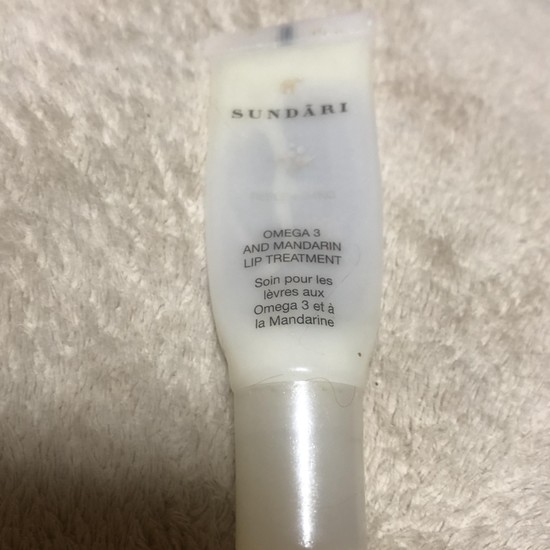 SUNDÃRI
OMEGA 3
AND MANDARIN
LIP TREATMENT
Soin pour les
lèvres aux
Omega 3 et à
la Mandarine